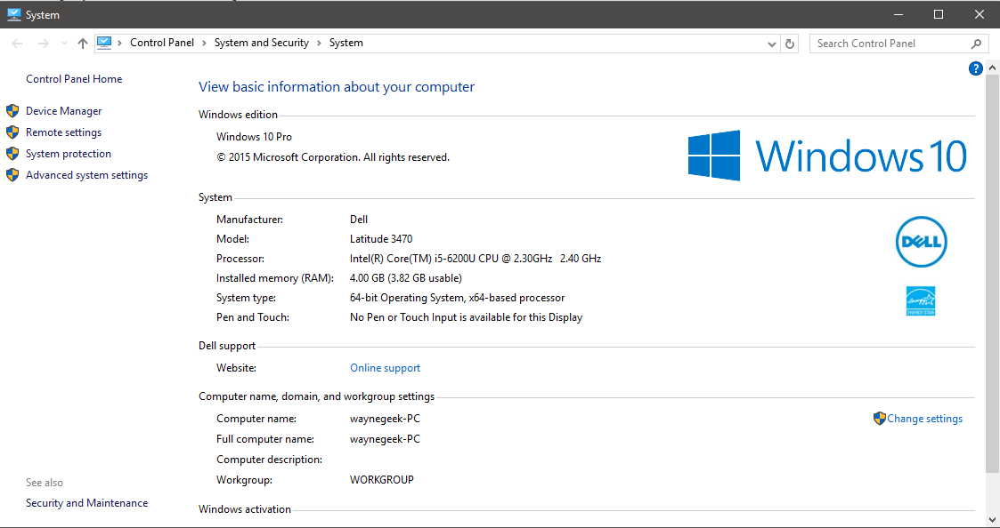 System
Control Panel › System and Security › System
Search Control Panel
?
Control Panel Home
Device Manager
Remote settings
System protection
Advanced system settings
See also
Security and Maintenance
View basic information about your computer
Windows edition
Windows 10 Pro
© 2015 Microsoft Corporation. All rights reserved.
Windows 10
System
Manufacturer: Dell
Model: Latitude 3470
Processor: Intel(R) Core(TM) i5-6200U CPU @ 2.30GHz 2.40 GHz
Installed memory (RAM): 4.00 GB (3.82 GB usable)
System type: 64-bit Operating System, x64-based processor
Pen and Touch: No Pen or Touch Input is available for this Display
DELL
ENERGY STAR
Dell support
Website: Online support
Computer name, domain, and workgroup settings
Computer name: waynegeek-PC
Change settings
Full computer name: waynegeek-PC
Computer description:
Workgroup: WORKGROUP
Windows activation